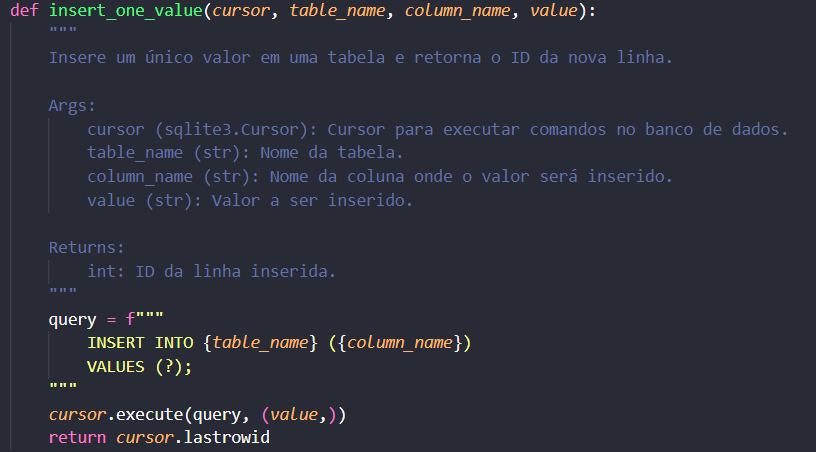 def insert_one_value(cursor, table_name, column_name, value):
"""
Insere um único valor em uma tabela e retorna o ID da nova linha.
Args:
cursor (sqlite3.Cursor): Cursor para executar comandos no banco de dados.
table_name (str): Nome da tabela.
column_name (str): Nome da coluna onde o valor será inserido.
value (str): Valor a ser inserido.
Returns:
int: ID da linha inserida.
"""
query = f"""
INSERT INTO {table_name} ({column_name})
VALUES (?);
"""
cursor.execute(query, (value,))
return cursor.lastrowid